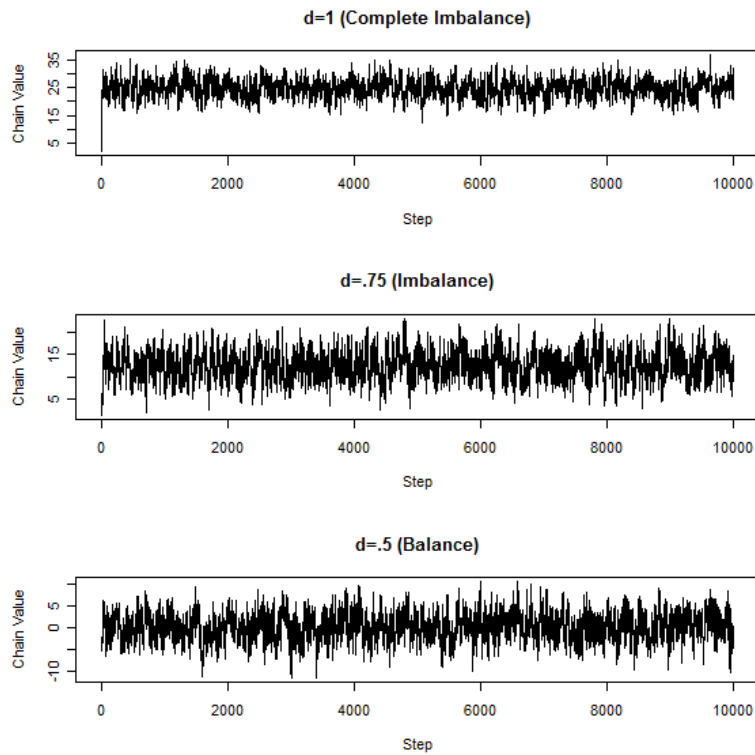 d=1 (Complete Imbalance)
Chain Value
35
25
15
5
0 2000 4000 6000 8000 10000
Step
d=.75 (Imbalance)
Chain Value
15
5
0 2000 4000 6000 8000 10000
Step
d=.5 (Balance)
Chain Value
5
0
-10
0 2000 4000 6000 8000 10000
Step